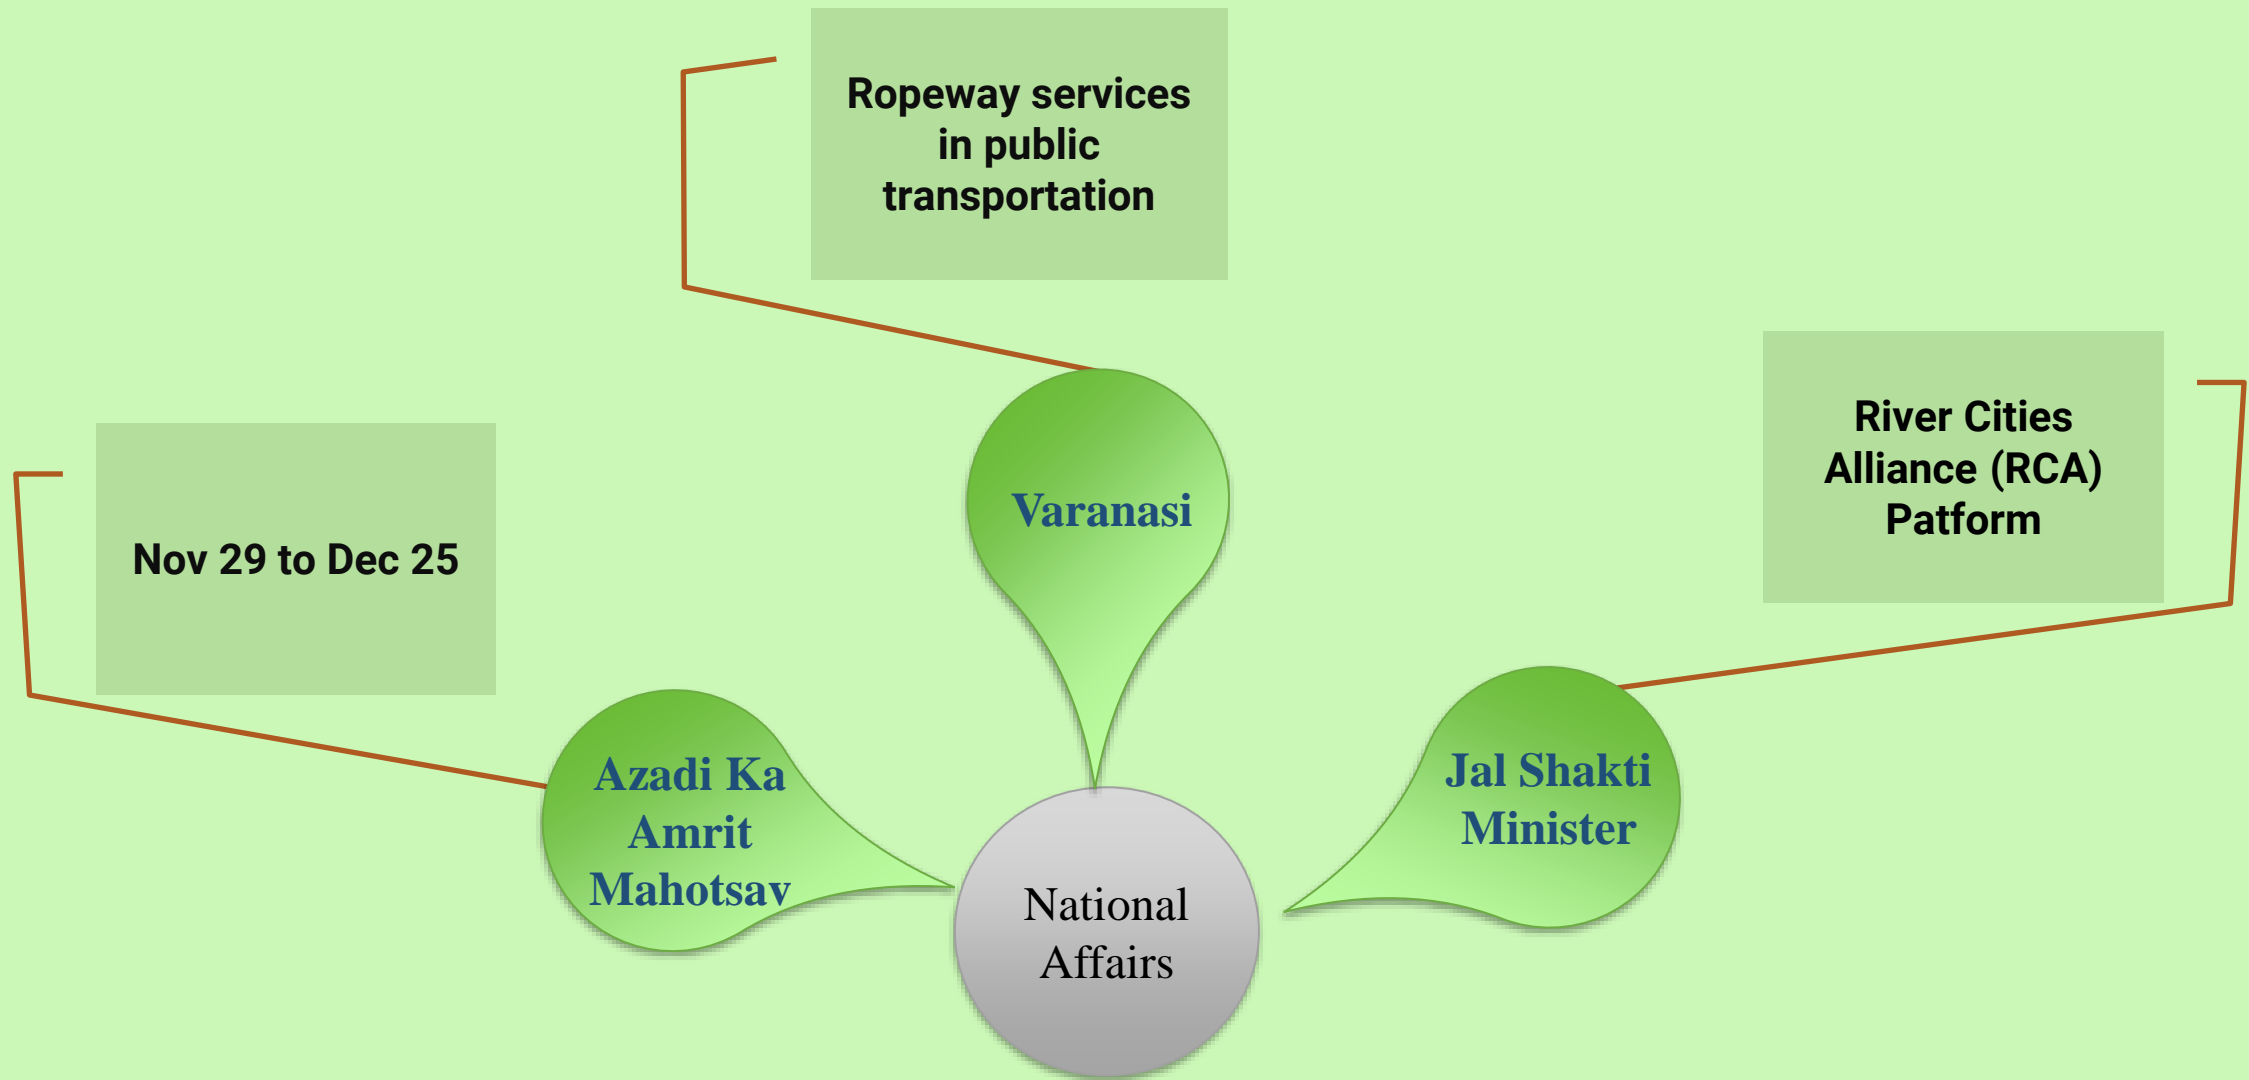 Ropeway services
in public
transportation
Varanasi
Nov 29 to Dec 25
Azadi Ka
Amrit
Mahotsav
River Cities
Alliance (RCA)
Patform
Jal Shakti
Minister
National
Affairs